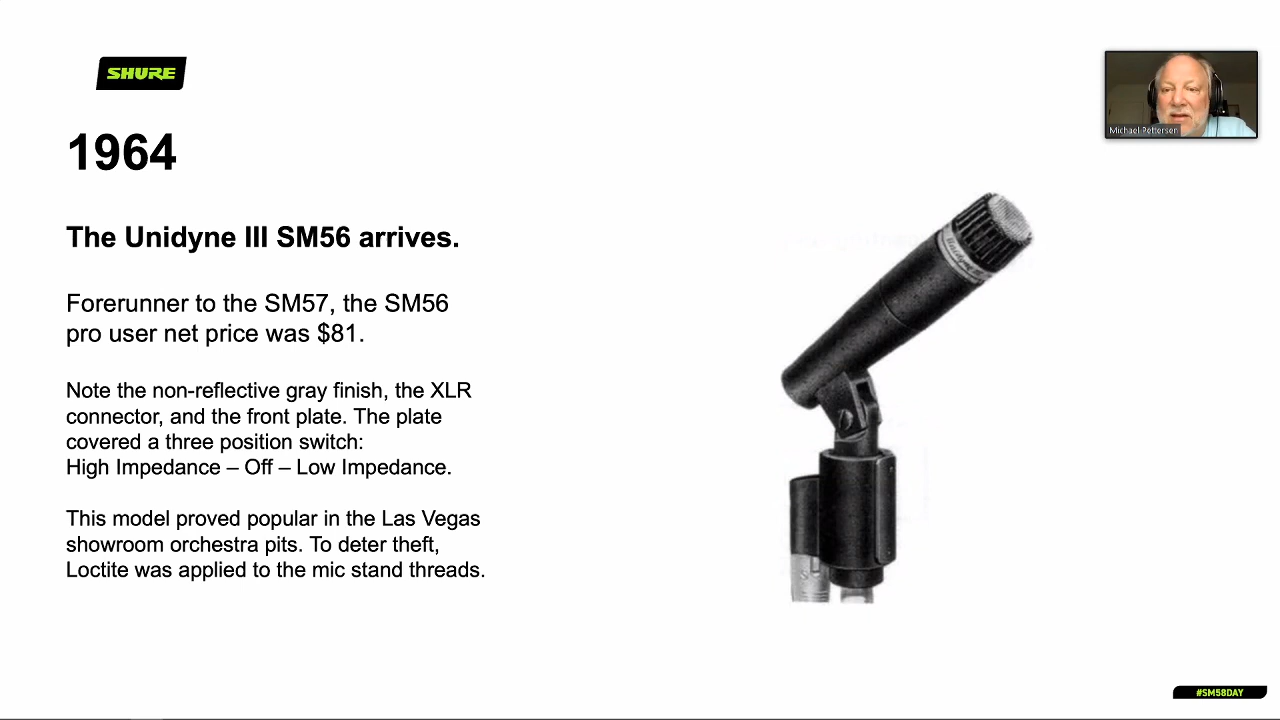 SHURE
1964
The Unidyne III SM56 arrives.
Forerunner to the SM57, the SM56
pro user net price was $81.
Note the non-reflective gray finish, the XLR
connector, and the front plate. The plate
covered a three position switch:
High Impedance – Off – Low Impedance.
This model proved popular in the Las Vegas
showroom orchestra pits. To deter theft,
Loctite was applied to the mic stand threads.
Michael Pettersen
Unidyne III
#SM58DAY